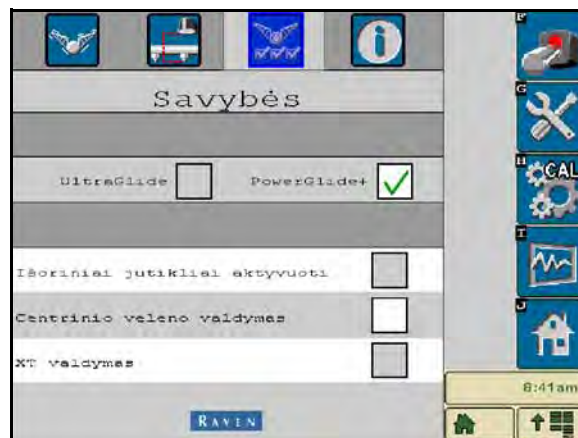 Savybės
UltraGlide
PowerGlide+
Išoriniai jutikliai aktyvuoti
Centrinio veleno valdymas
XT valdymas
RAVEN
F
G
H
CAL
I
J
8:41am